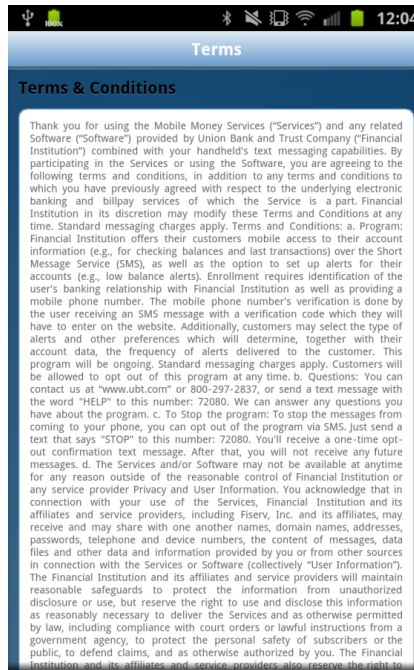 100%
12:04
Terms
Terms & Conditions
Thank you for using the Mobile Money Services (“Services”) and any related
Software (“Software”) provided by Union Bank and Trust Company (“Financial
Institution”) combined with your handheld's text messaging capabilities. By
participating in the Services or using the Software, you are agreeing to the
following terms and conditions, in addition to any terms and conditions to
which you have previously agreed with respect to the underlying electronic
banking and billpay services of which the Service is a part. Financial
Institution in its discretion may modify these Terms and Conditions at any
time. Standard messaging charges apply. Terms and Conditions: a. Program:
Financial Institution offers their customers mobile access to their account
information (e.g., for checking balances and last transactions) over the Short
Message Service (SMS), as well as the option to set up alerts for their
accounts (e.g., low balance alerts). Enrollment requires identification of the
user's banking relationship with Financial Institution as well as providing a
mobile phone number. The mobile phone number's verification is done by
the user receiving an SMS message with a verification code which they will
have to enter on the website. Additionally, customers may select the type of
alerts and other preferences which will determine, together with their
account data, the frequency of alerts delivered to the customer. This
program will be ongoing. Standard messaging charges apply. Customers will
be allowed to opt out of this program at any time. b. Questions: You can
contact us at "www.ubt.com" or 800-297-2837, or send a text message with
the word "HELP" to this number: 72080. We can answer any questions you
have about the program. c. To Stop the program: To stop the messages from
coming to your phone, you can opt out of the program via SMS. Just send a
text that says "STOP" to this number: 72080. You'll receive a one-time opt-
out confirmation text message. After that, you will not receive any future
messages. d. The Services and/or Software may not be available at anytime
for any reason outside of the reasonable control of Financial Institution or
any service provider Privacy and User Information. You acknowledge that in
connection with your use of the Services, Financial Institution and its
affiliates and service providers, including Fiserv, Inc. and its affiliates, may
receive and may share with one another names, domain names, addresses,
passwords, telephone and device numbers, the content of messages, data
files and other data and information provided by you or from other sources
in connection with the Services or Software (collectively “User Information”).
The Financial Institution and its affiliates and service providers will maintain
reasonable safeguards to protect the information from unauthorized
disclosure or use, but reserve the right to use and disclose this information
as reasonably necessary to deliver the Services and as otherwise permitted
by law, including compliance with court orders or lawful instructions from a
government agency, to protect the personal safety of subscribers or the
public, to defend claims, and as otherwise authorized by you. The Financial
Institution and its affiliates and service providers also reserve the right to